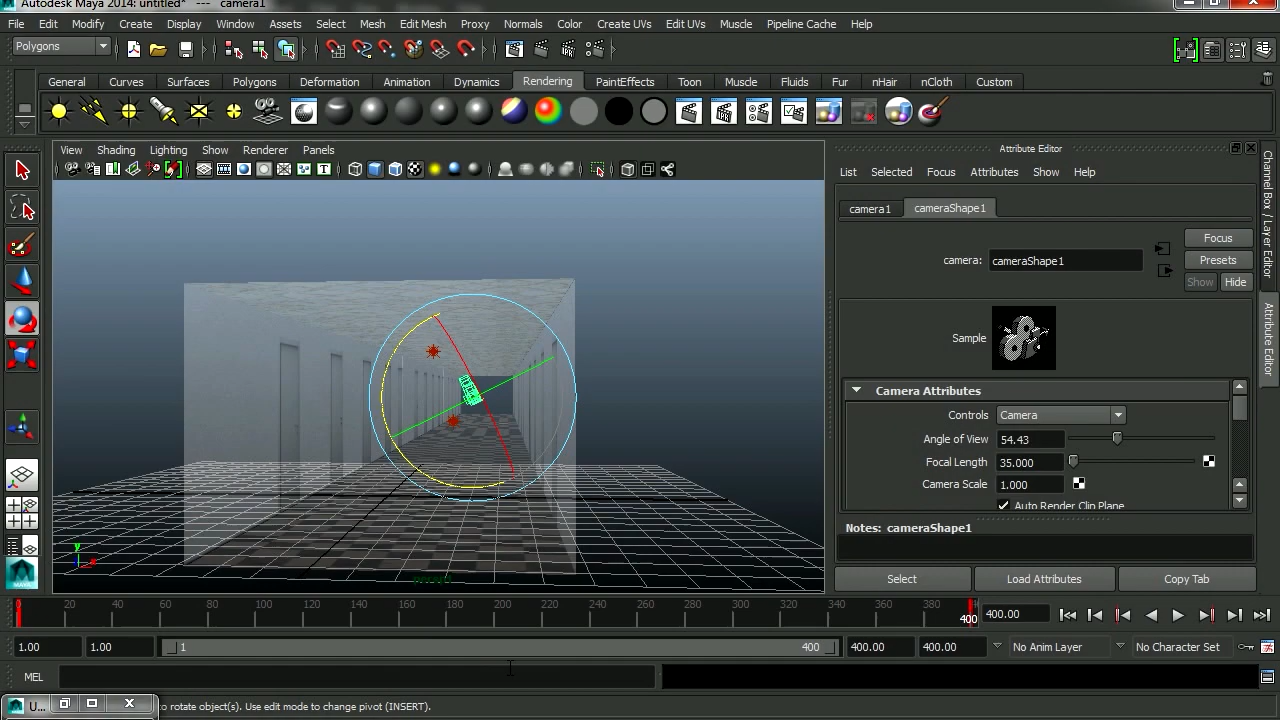 Autodesk Maya 2014: untitled* --- camera1
File Edit Modify Create Display Window Assets Select Mesh Edit Mesh Proxy Normals Color Create UVs Edit UVs Muscle Pipeline Cache Help
Polygons
General Curves Surfaces Polygons Deformation Animation Dynamics Rendering PaintEffects Toon Muscle Fluids Fur nHair nCloth Custom
View Shading Lighting Show Renderer Panels
T
y
x
persp1
Attribute Editor
List Selected Focus Attributes Show Help
camera1 cameraShape1
camera: cameraShape1
Focus
Presets
Show Hide
Sample
Camera Attributes
Controls Camera
Angle of View 54.43
Focal Length 35.000
Camera Scale 1.000
Auto Render Clip Plane
Notes: cameraShape1
Select Load Attributes Copy Tab
Channel Box / Layer Editor
Attribute Editor
20 40 60 80 100 120 140 160 180 200 220 240 260 280 300 320 340 360 380 400 400.00
1.00 1.00 1 400 400.00 400.00 No Anim Layer No Character Set
MEL
U... to rotate object(s). Use edit mode to change pivot (INSERT).